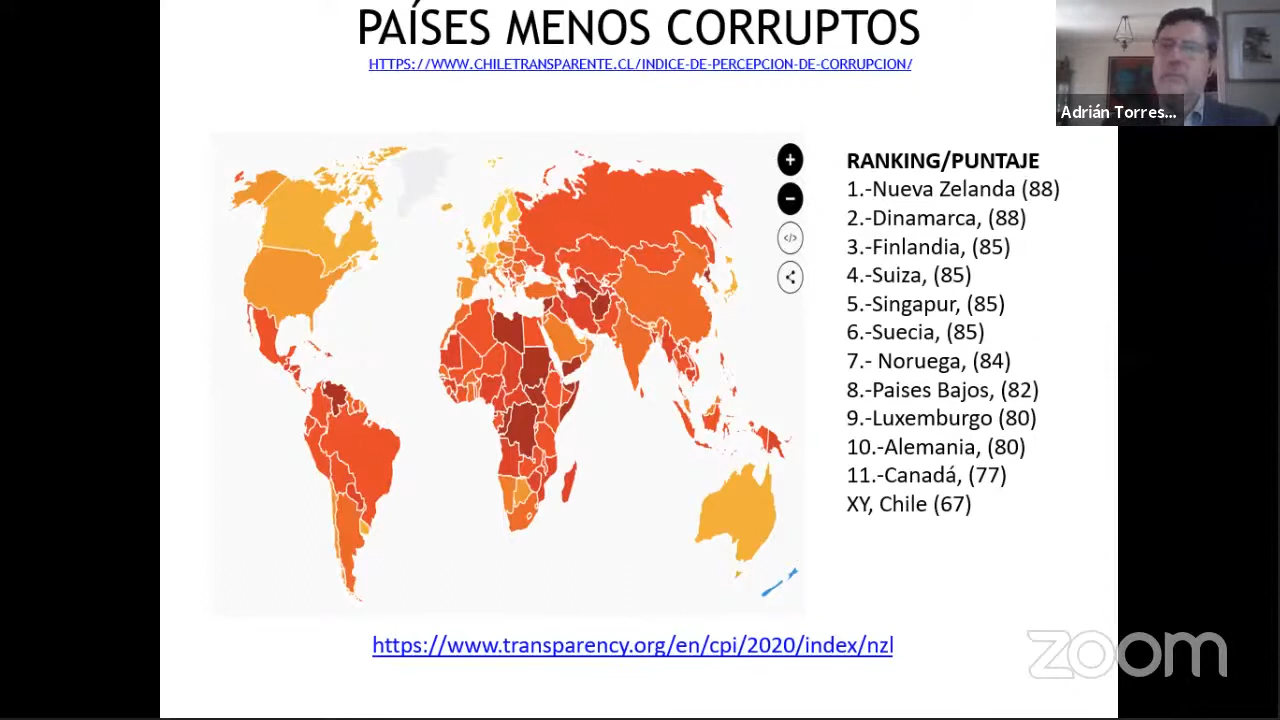 PAÍSES MENOS CORRUPTOS
HTTPS://WWW.CHILETRANSPARENTE.CL/INDICE-DE-PERCEPCION-DE-CORRUPCION/
Adrián Torres...
RANKING/PUNTAJE
1.-Nueva Zelanda (88)
2.-Dinamarca, (88)
3.-Finlandia, (85)
4.-Suiza, (85)
5.-Singapur, (85)
6.-Suecia, (85)
7.- Noruega, (84)
8.-Paises Bajos, (82)
9.-Luxemburgo (80)
10.-Alemania, (80)
11.-Canadá, (77)
XY, Chile (67)
https://www.transparency.org/en/cpi/2020/index/nzl
zoom